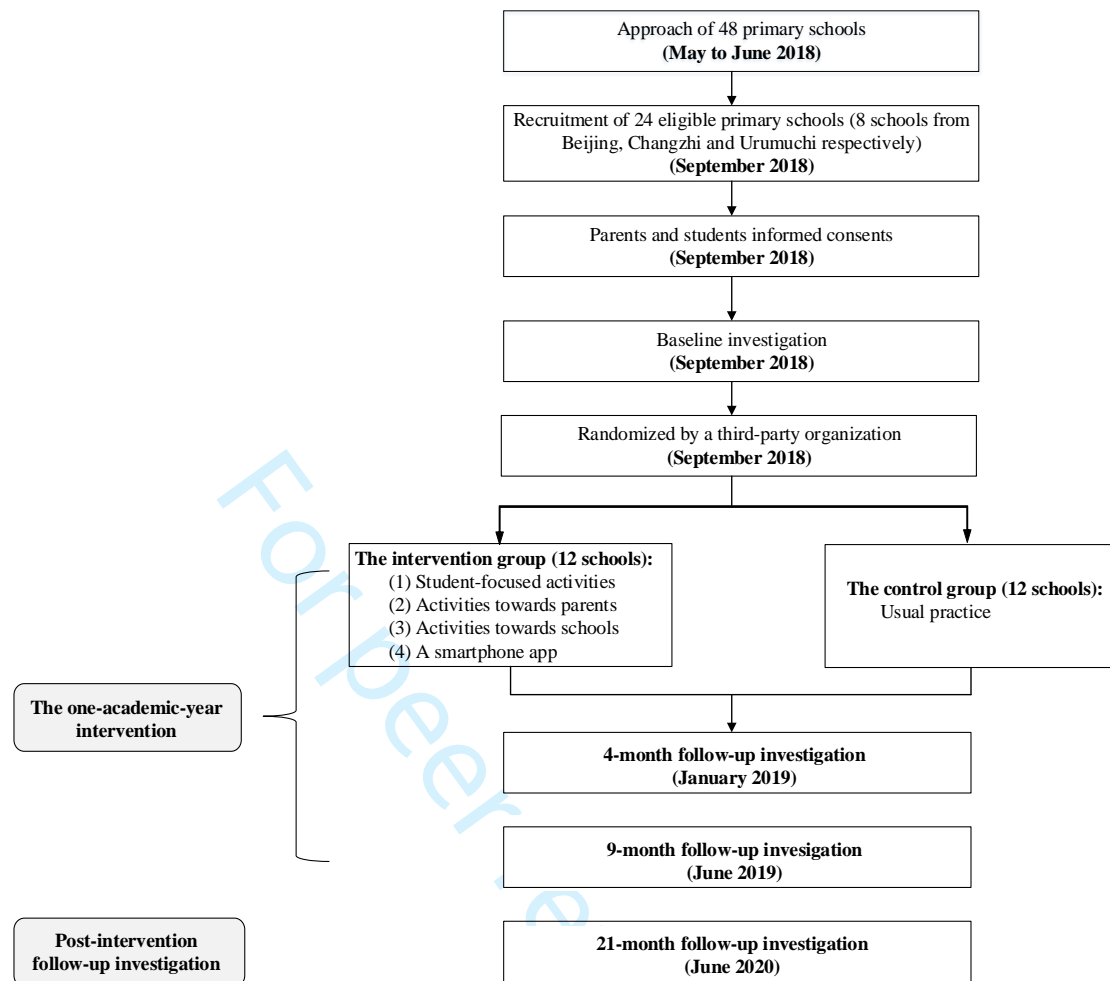 Approach of 48 primary schools
(May to June 2018)
Recruitment of 24 eligible primary schools (8 schools from
Beijing, Changzhi and Urumuchi respectively)
(September 2018)
Parents and students informed consents
(September 2018)
Baseline investigation
(September 2018)
Randomized by a third-party organization
(September 2018)
The intervention group (12 schools):
(1) Student-focused activities
(2) Activities towards parents
(3) Activities towards schools
(4) A smartphone app
The control group (12 schools):
Usual practice
The one-academic-year
intervention
4-month follow-up investigation
(January 2019)
9-month follow-up invesigation
(June 2019)
Post-intervention
follow-up investigation
21-month follow-up investigation
(June 2020)
For peer